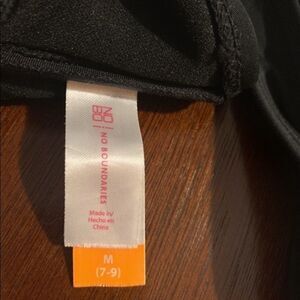 NO
BO
NO BOUNDARIES
Made in/
Hecho en
China
M
(7-9)